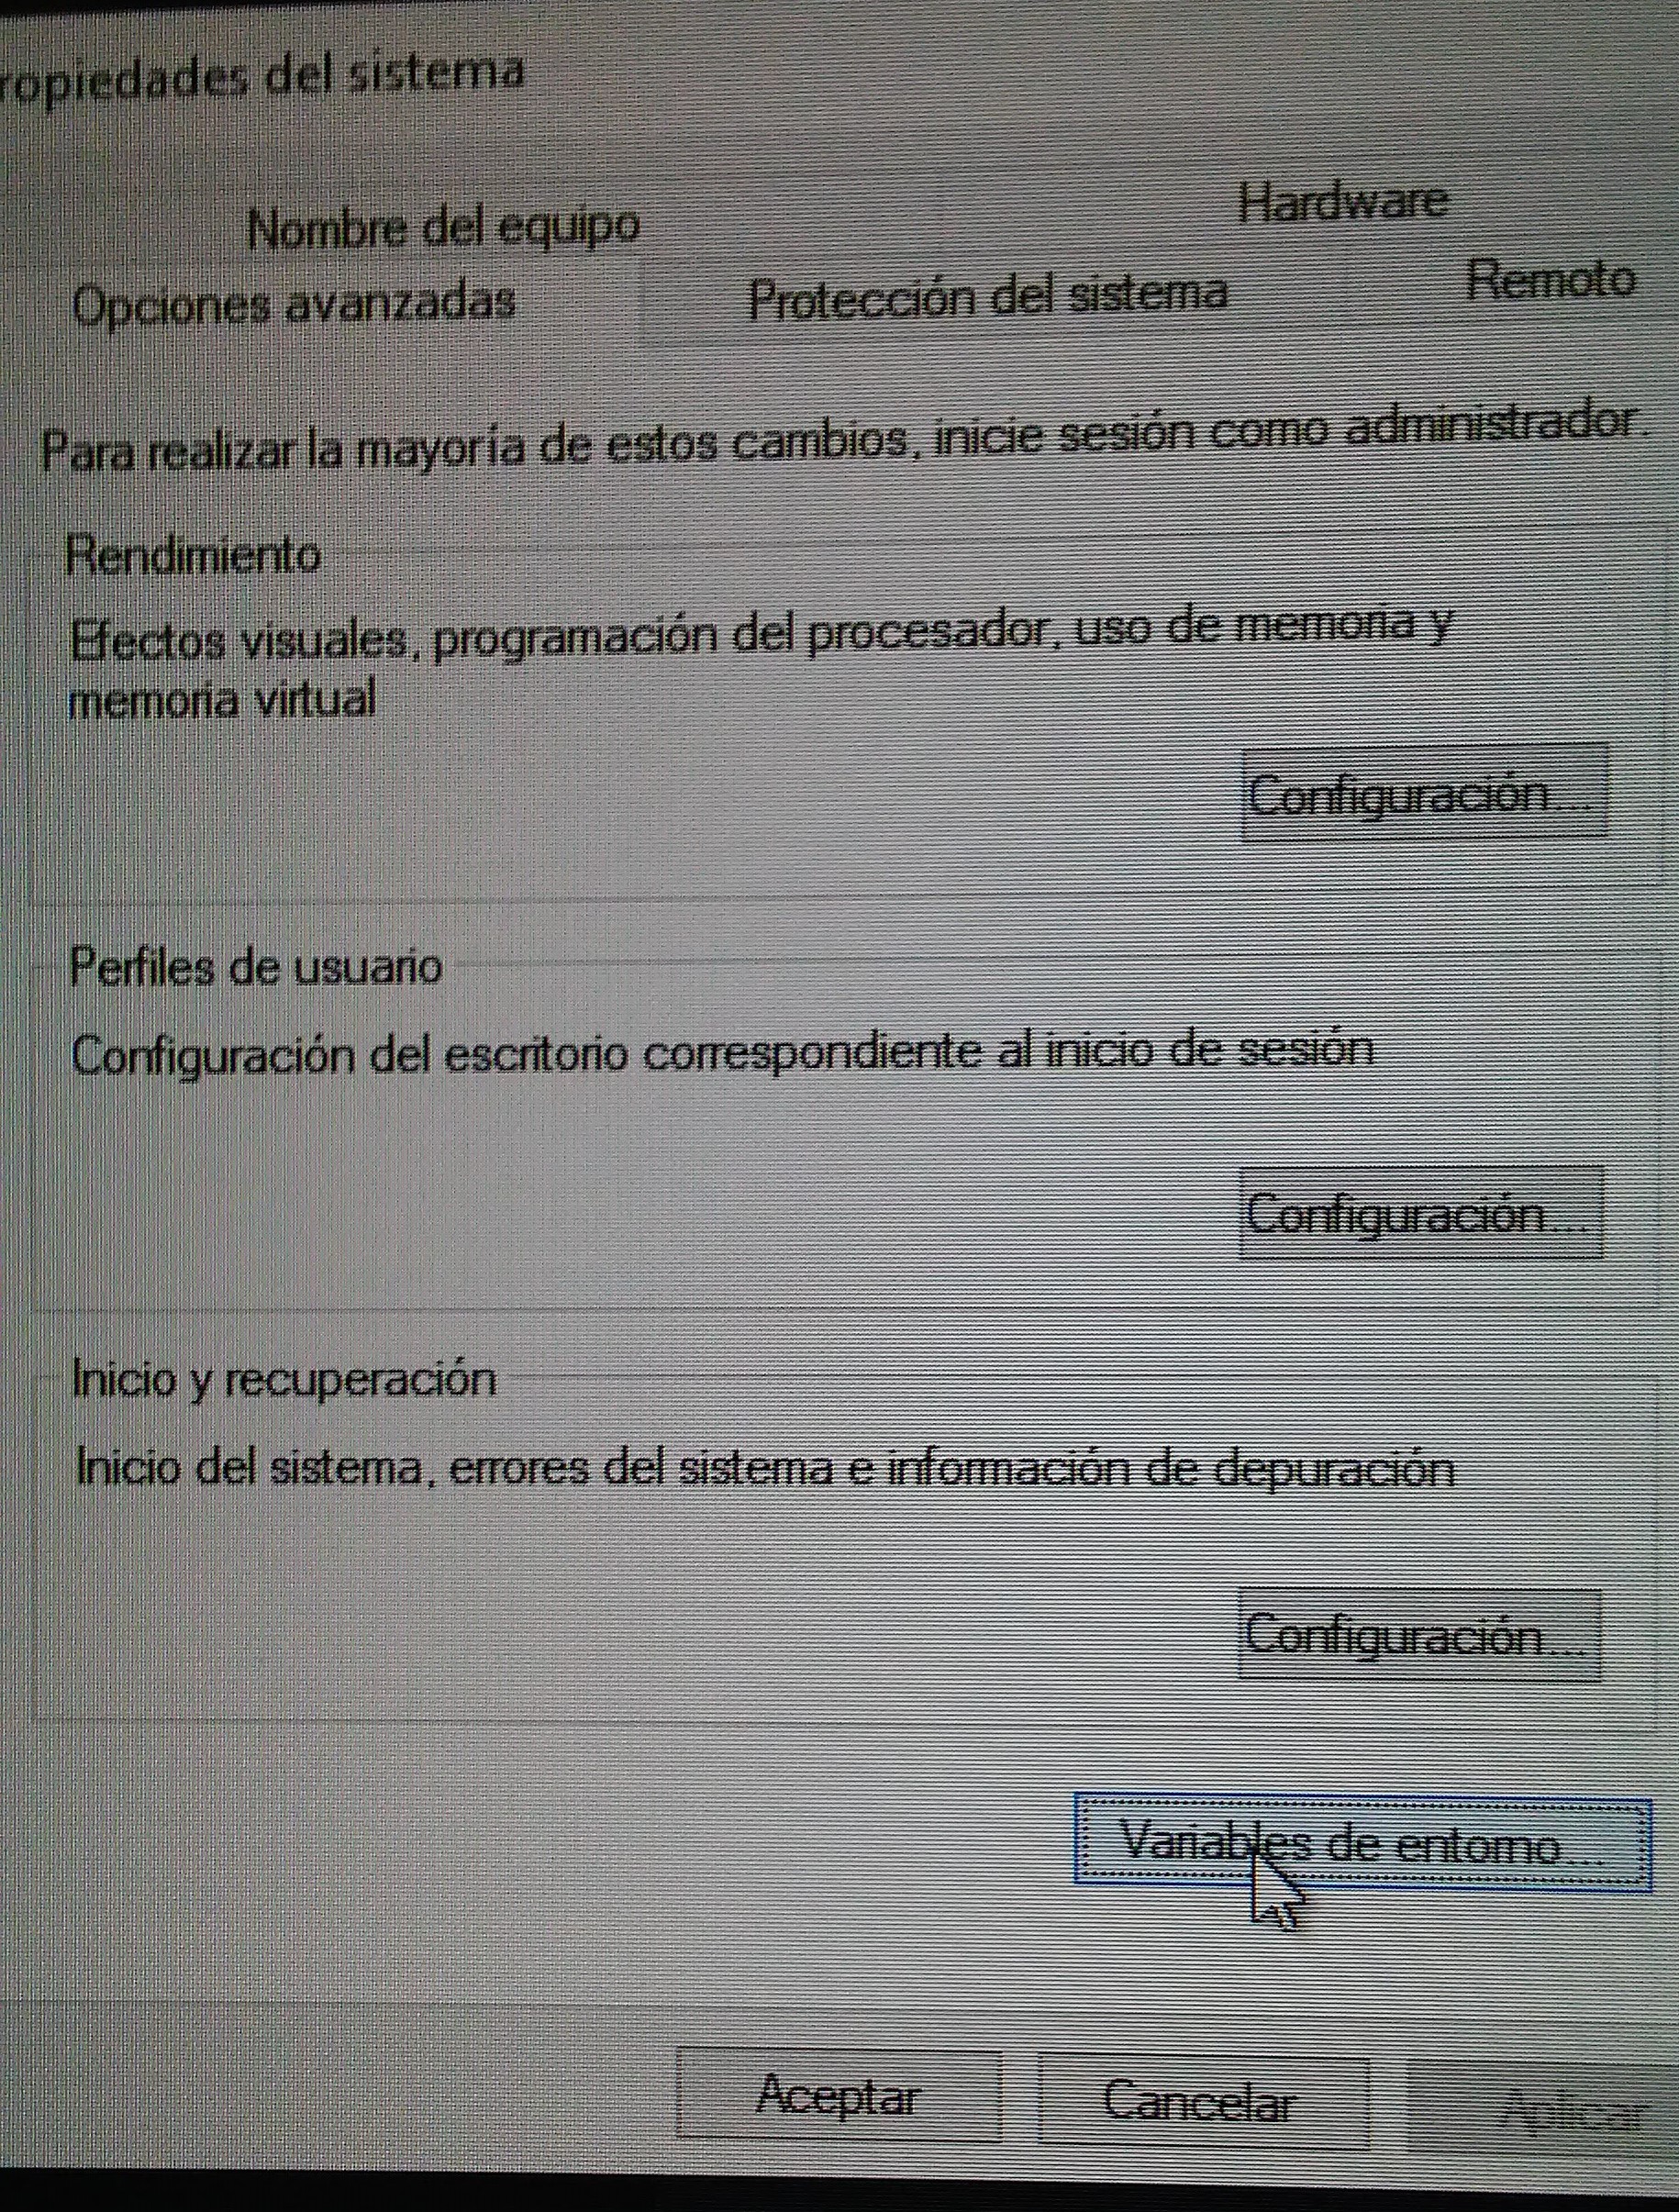 ropiedades del sistema
Nombre del equipo
Hardware
Opciones avanzadas
Protección del sistema
Remoto
Para realizar la mayoría de estos cambios, inicie sesión como administrador.
Rendimiento
Efectos visuales, programación del procesador, uso de memoria y
memoria virtual
Configuración...
Perfiles de usuario
Configuración del escritorio correspondiente al inicio de sesión
Configuración...
Inicio y recuperación
Inicio del sistema, errores del sistema e información de depuración
Configuración...
Variables de entorno...
Aceptar
Cancelar
Aplicar